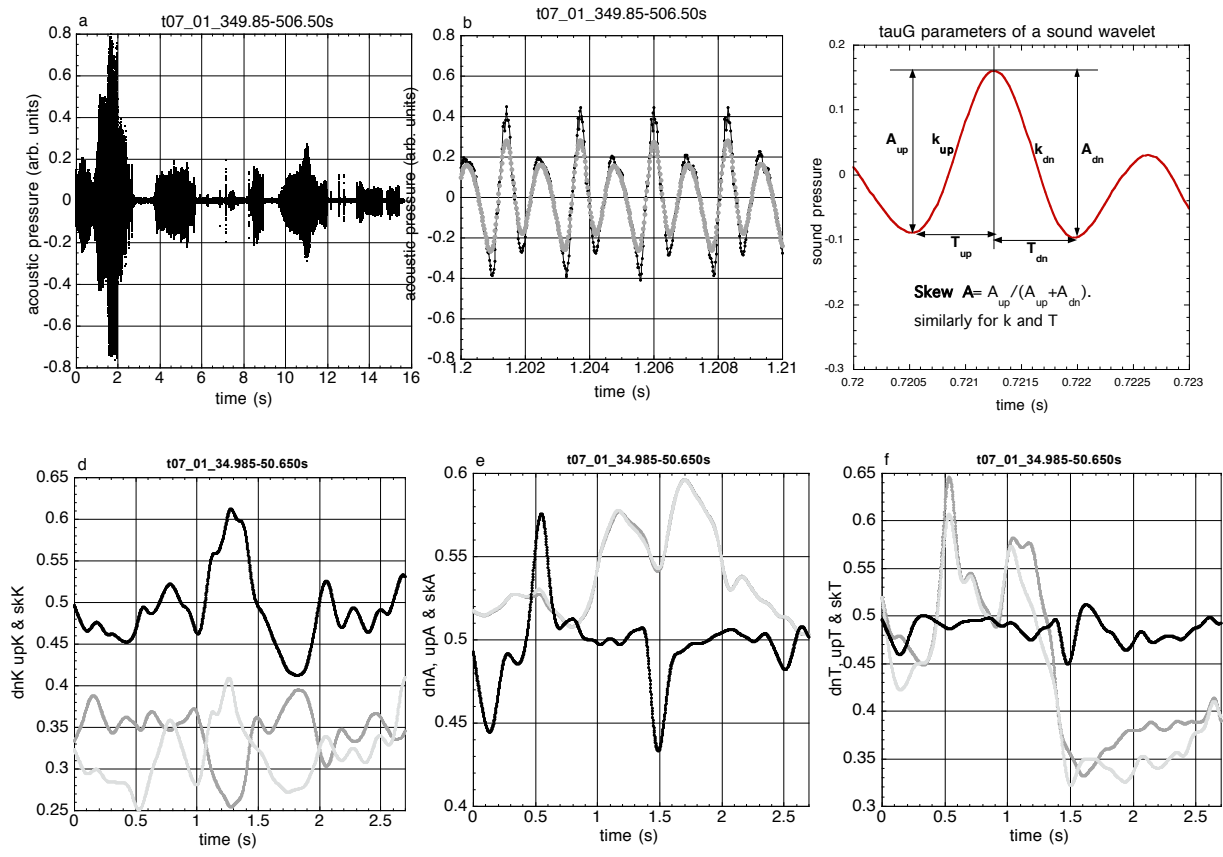 a
t07_01_349.85-506.50s
acoustic pressure (arb. units)
0.8
0.6
0.4
0.2
0
-0.2
-0.4
-0.6
-0.8
0 2 4 6 8 10 11 12 14 16
time (s)
b
t07_01_349.85-506.50s
acoustic pressure (arb. units)
0.8
0.6
0.4
0.2
0
-0.2
-0.4
-0.6
-0.8
1.2 1.202 1.204 1.206 1.208 1.21
time (s)
tauG parameters of a sound wavelet
sound pressure
0.2
0.1
0
-0.1
-0.2
-0.3
A_up k_up k_dn A_dn
T_up T_dn
Skew A= A_up/(A_up+A_dn).
similarly for k and T
0.72 0.7205 0.721 0.7215 0.722 0.7225 0.723
time (s)
d
t07_01_34.985-50.650s
dnK upK & skK
0.65
0.6
0.55
0.5
0.45
0.4
0.35
0.3
0.25
0 0.5 1 1.5 2 2.5
time (s)
e
t07_01_34.985-50.650s
dnA, upA & skA
0.6
0.55
0.5
0.45
0.4
0 0.5 1 1.5 2 2.5
time (s)
f
t07_01_34.985-50.650s
dnT, upT & skT
0.65
0.6
0.55
0.5
0.45
0.4
0.35
0.3
0 0.5 1 1.5 2 2.5
time (s)